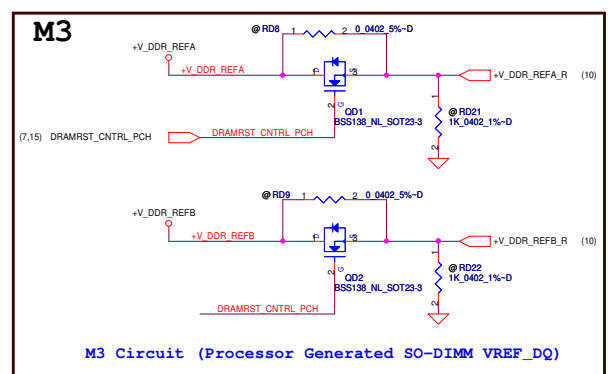 M3
@RD8 1 2 0_0402_5%~D
+V_DDR_REFA
+V_DDR_REFA 1 D S 3 +V_DDR_REFA_R (10)
2 G
QD1
BSS138_NL_SOT23-3
1
@RD21
1K_0402_1%~D
2
(7,15) DRAMRST_CNTRL_PCH DRAMRST_CNTRL_PCH
@RD9 1 2 0_0402_5%~D
+V_DDR_REFB
+V_DDR_REFB 1 D S 3 +V_DDR_REFB_R (10)
2 G
QD2
BSS138_NL_SOT23-3
1
@RD22
1K_0402_1%~D
2
DRAMRST_CNTRL_PCH
M3 Circuit (Processor Generated SO-DIMM VREF_DQ)